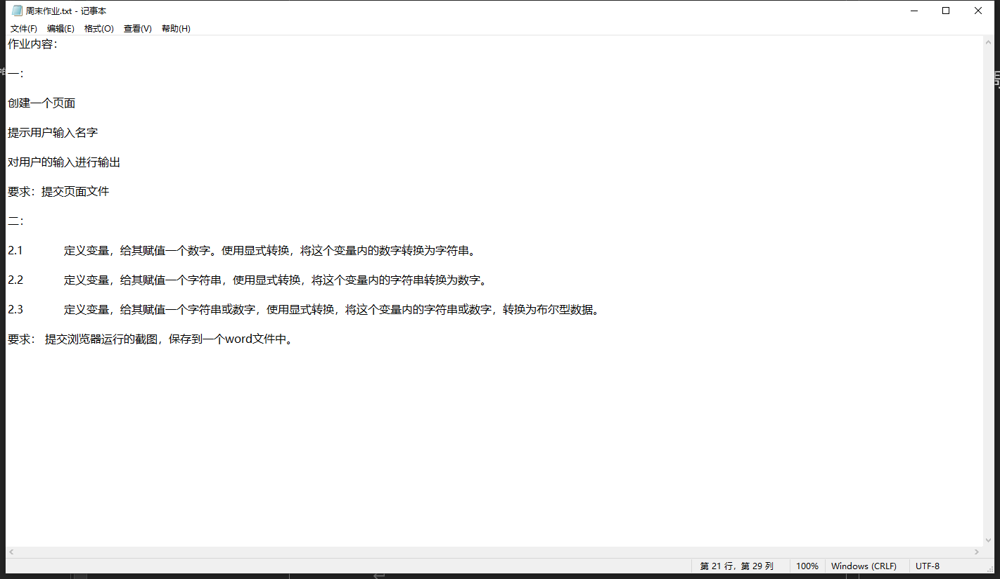 周末作业.txt - 记事本
文件(F) 编辑(E) 格式(O) 查看(V) 帮助(H)
作业内容：
一：
创建一个页面
提示用户输入名字
对用户的输入进行输出
要求：提交页面文件
二：
2.1 定义变量，给其赋值一个数字。使用显式转换，将这个变量内的数字转换为字符串。
2.2 定义变量，给其赋值一个字符串，使用显式转换，将这个变量内的字符串转换为数字。
2.3 定义变量，给其赋值一个字符串或数字，使用显式转换，将这个变量内的字符串或数字，转换为布尔型数据。
要求： 提交浏览器运行的截图，保存到一个word文件中。
第 21 行，第 29 列 100% Windows (CRLF) UTF-8